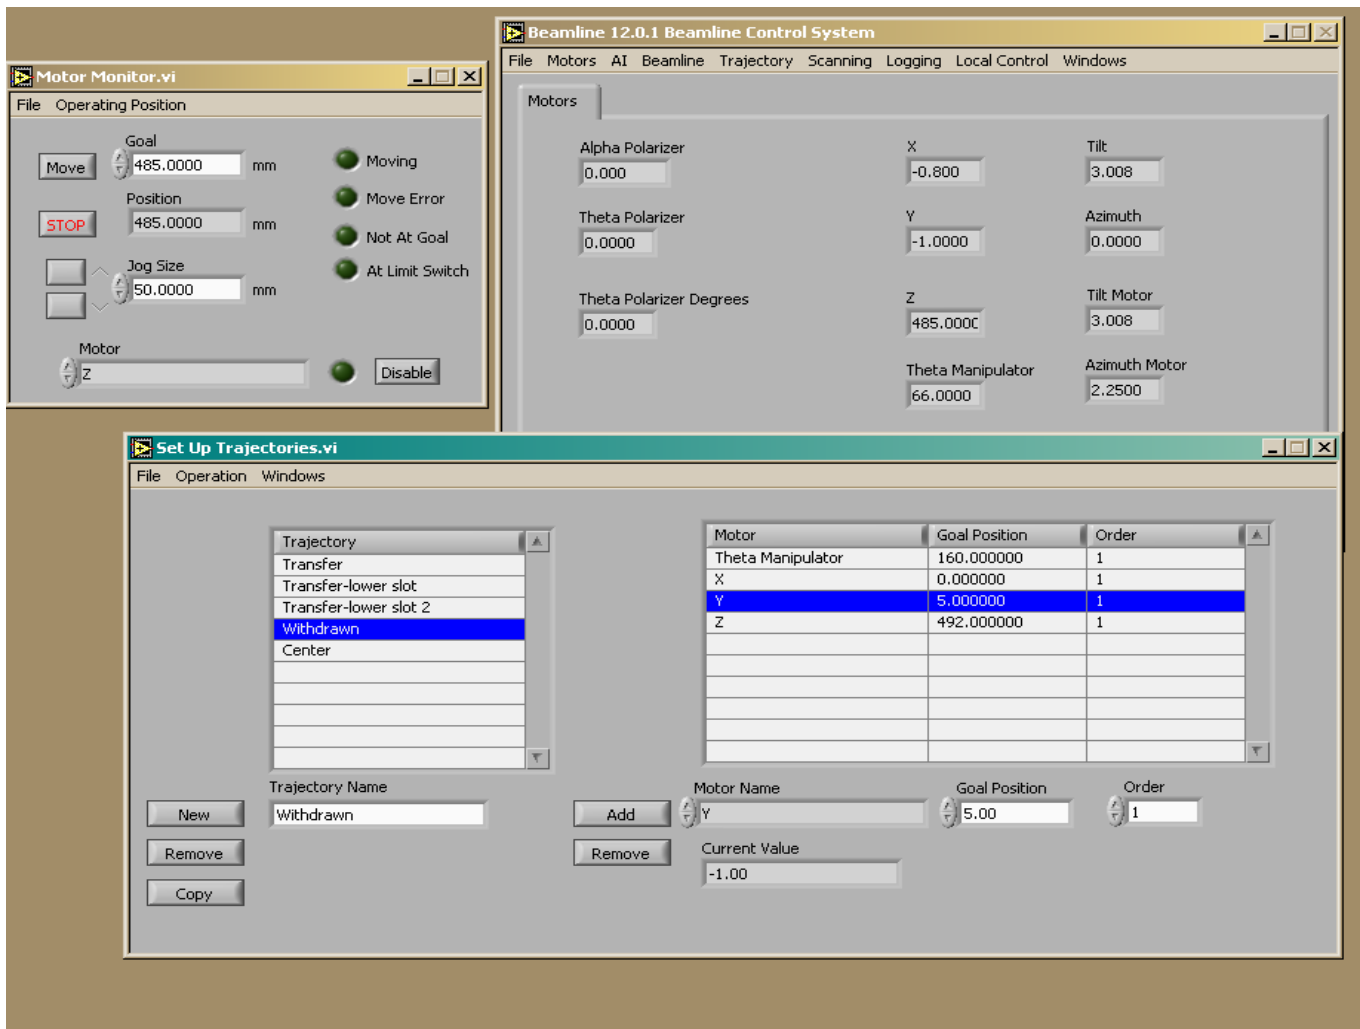 Beamline 12.0.1 Beamline Control System
File Motors AI Beamline Trajectory Scanning Logging Local Control Windows
Motors
Alpha Polarizer
0.000
X
-0.800
Tilt
3.008
Theta Polarizer
0.0000
Y
-1.0000
Azimuth
0.0000
Theta Polarizer Degrees
0.0000
Z
485.000
Tilt Motor
3.008
Theta Manipulator
66.0000
Azimuth Motor
2.2500
Motor Monitor.vi
File Operating Position
Goal
Move 485.0000 mm Moving
Position Move Error
STOP 485.0000 mm
Not At Goal
Jog Size At Limit Switch
50.0000 mm
Motor
Z Disable
Set Up Trajectories.vi
File Operation Windows
Trajectory
Transfer
Transfer-lower slot
Transfer-lower slot 2
Withdrawn
Center
Motor Goal Position Order
Theta Manipulator 160.000000 1
X 0.000000 1
Y 5.000000 1
Z 492.000000 1
Trajectory Name
New Withdrawn
Remove
Copy
Motor Name Goal Position Order
Add Y 5.00 1
Remove Current Value
-1.00